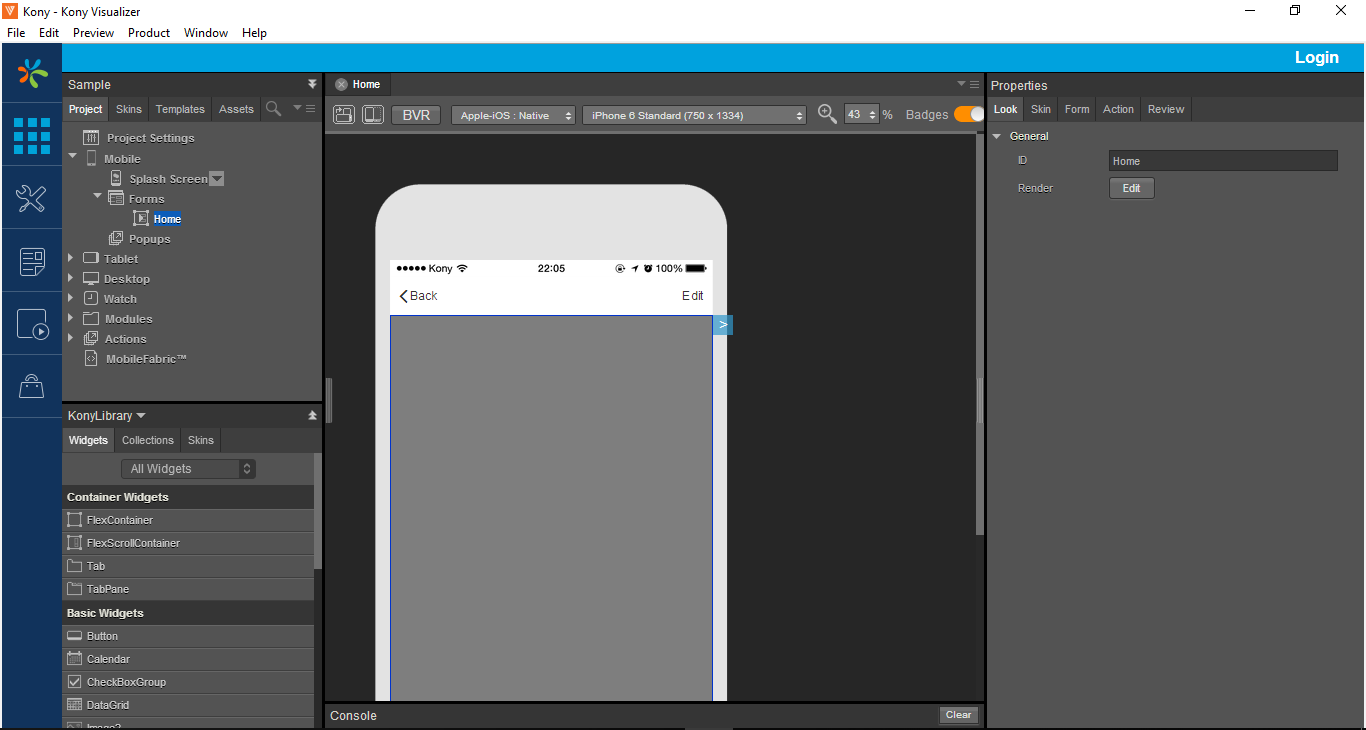 Kony - Kony Visualizer
File Edit Preview Product Window Help
Login
Sample
Project Skins Templates Assets
Project Settings
Mobile
Splash Screen
Forms
Home
Popups
Tablet
Desktop
Watch
Modules
Actions
MobileFabric™
KonyLibrary
Widgets Collections Skins
All Widgets
Container Widgets
FlexContainer
FlexScrollContainer
Tab
TabPane
Basic Widgets
Button
Calendar
CheckBoxGroup
DataGrid
Image2
Home
BVR Apple-iOS : Native iPhone 6 Standard (750 x 1334) 43 % Badges
Kony 22:05 100%
Back Edit
>
Console Clear
Properties
Look Skin Form Action Review
General
ID Home
Render Edit